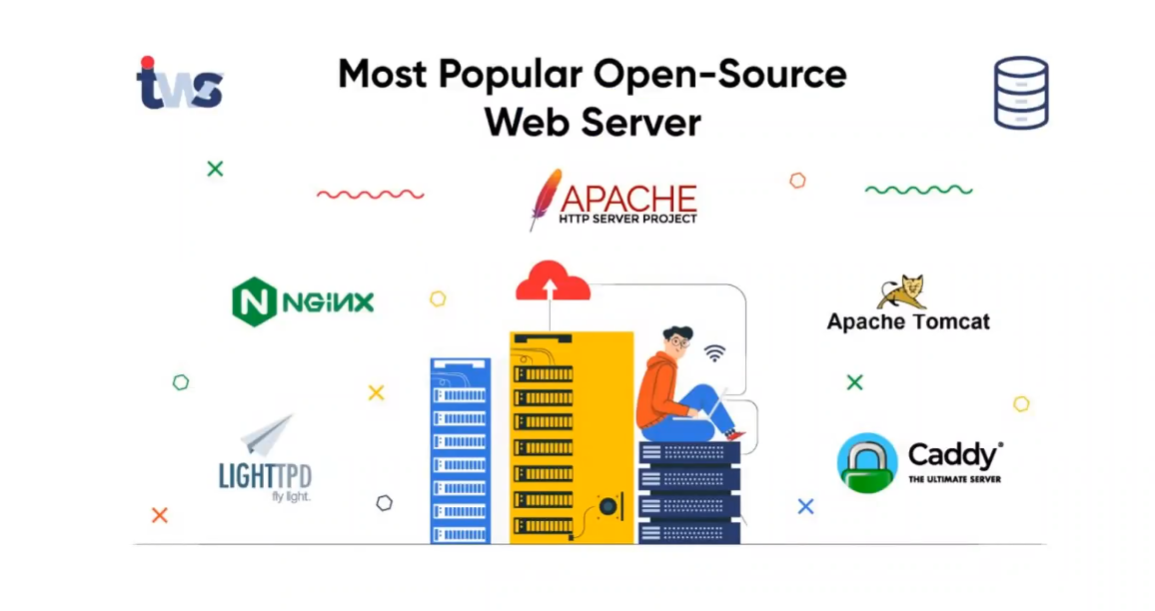 tws
Most Popular Open-Source
Web Server
APACHE
HTTP SERVER PROJECT
N NGiNX
Apache Tomcat
LIGHTTPD
fly light.
Caddy®
THE ULTIMATE SERVER